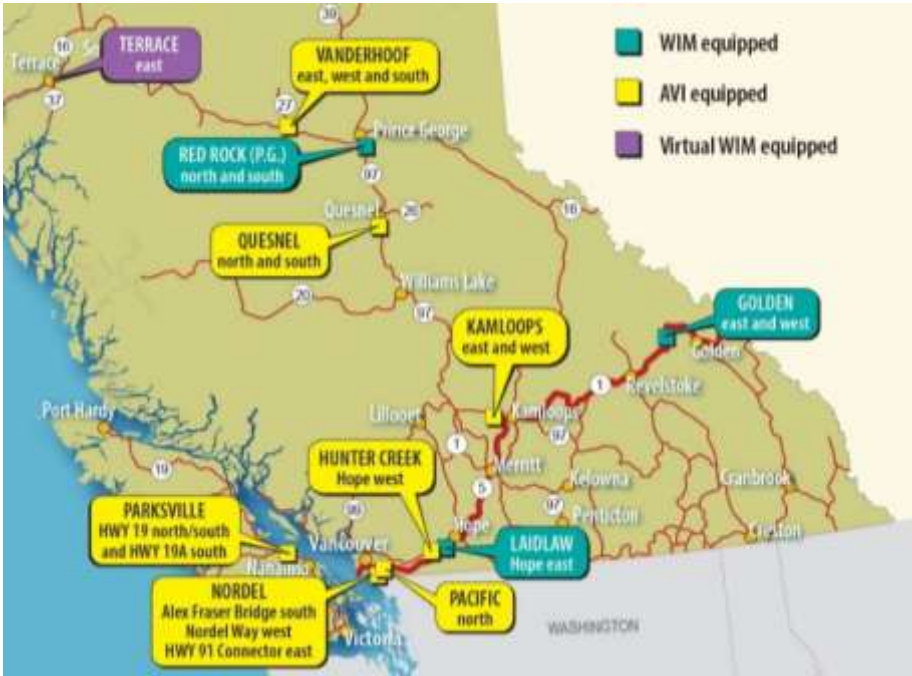 WIM equipped
AVI equipped
Virtual WIM equipped
39
16
TERRACE
east
Terrace
37
VANDERHOOF
east, west and south
27
Prince George
RED ROCK (P.G.)
north and south
97
16
Quesnel
26
QUESNEL
north and south
Williams Lake
20
97
GOLDEN
east and west
Golden
KAMLOOPS
east and west
1
Revelstoke
Port Hardy
Lillooet
Kamloops
97
1
19
HUNTER CREEK
Hope west
Merritt
5
Kelowna
Cranbrook
97
Penticton
PARKSVILLE
HWY 19 north/south
and HWY 19A south
99
Hope
Creston
Vancouver
LAIDLAW
Hope east
Nanaimo
NORDEL
Alex Fraser Bridge south
Nordel Way west
HWY 91 Connector east
PACIFIC
north
Victoria
WASHINGTON